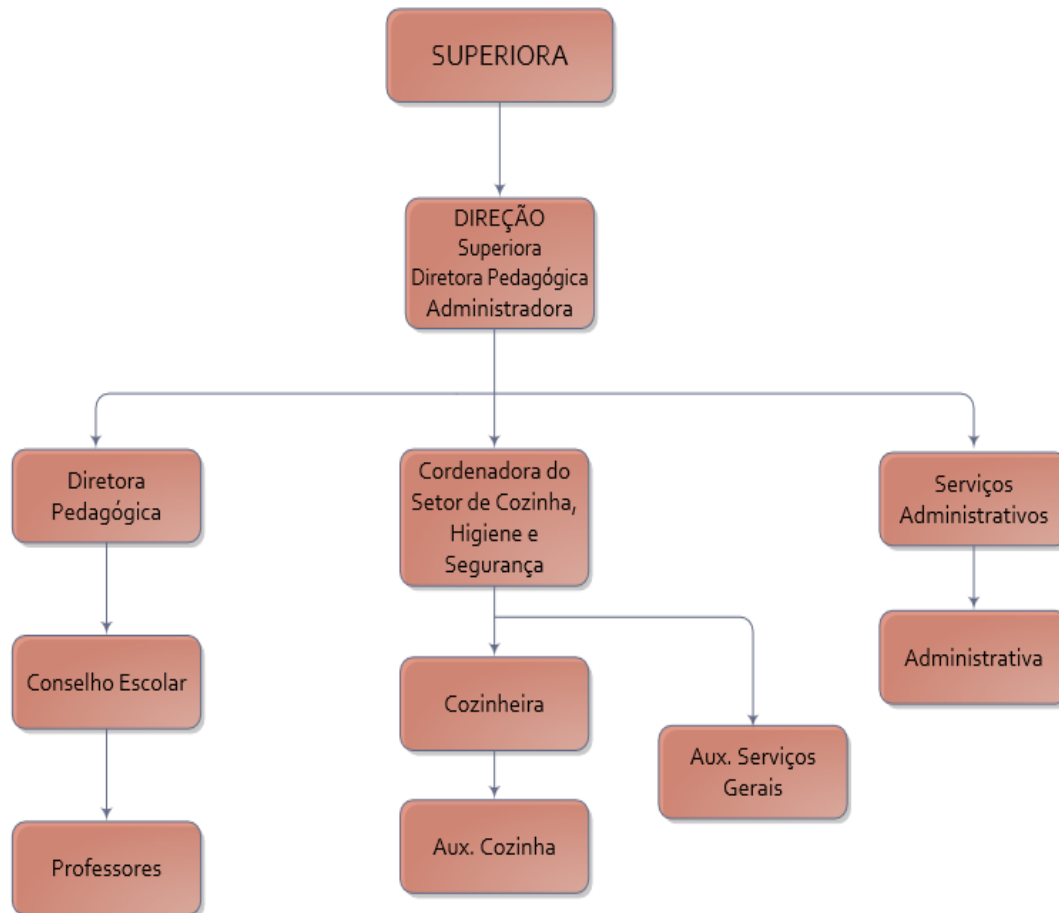 SUPERIORA
DIREÇÃO
Superiora
Diretora Pedagógica
Administradora
Diretora
Pedagógica
Cordenadora do
Setor de Cozinha,
Higiene e
Segurança
Serviços
Administrativos
Conselho Escolar
Cozinheira
Administrativa
Aux. Serviços
Gerais
Professores
Aux. Cozinha